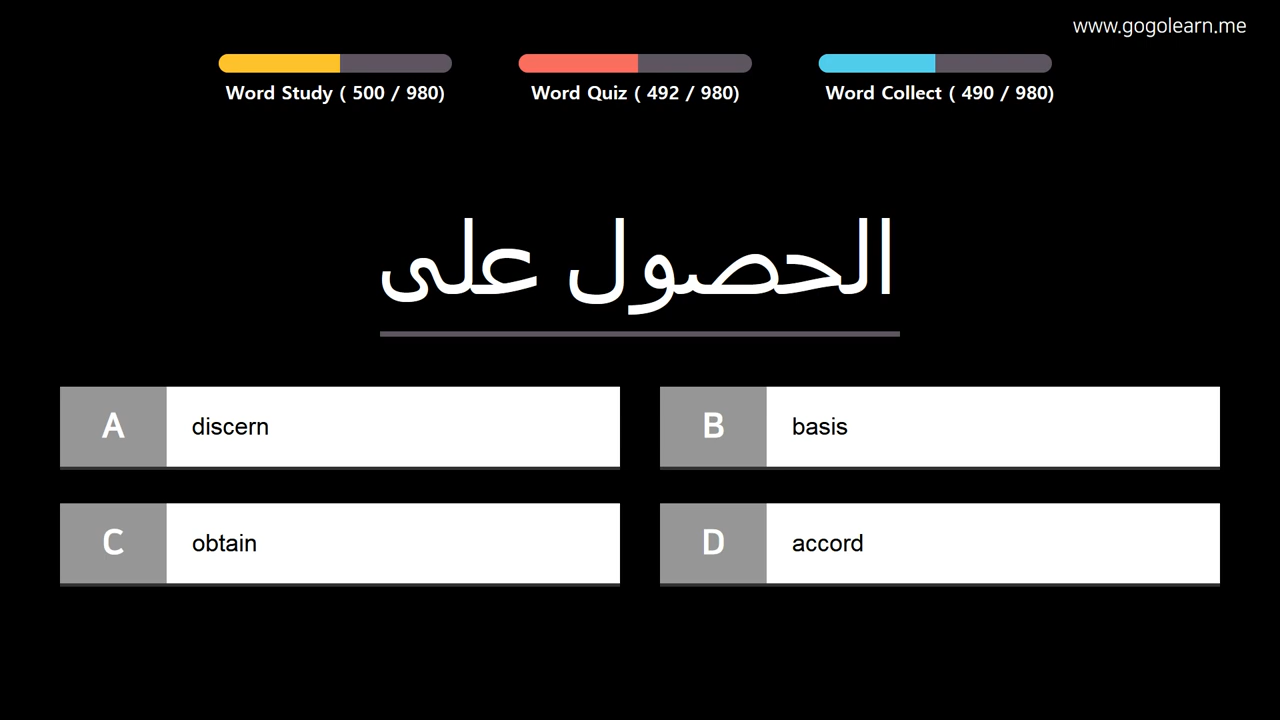 www.gogolearn.me
Word Study ( 500 / 980)
Word Quiz ( 492 / 980)
Word Collect ( 490 / 980)
الحصول على
A discern
B basis
C obtain
D accord